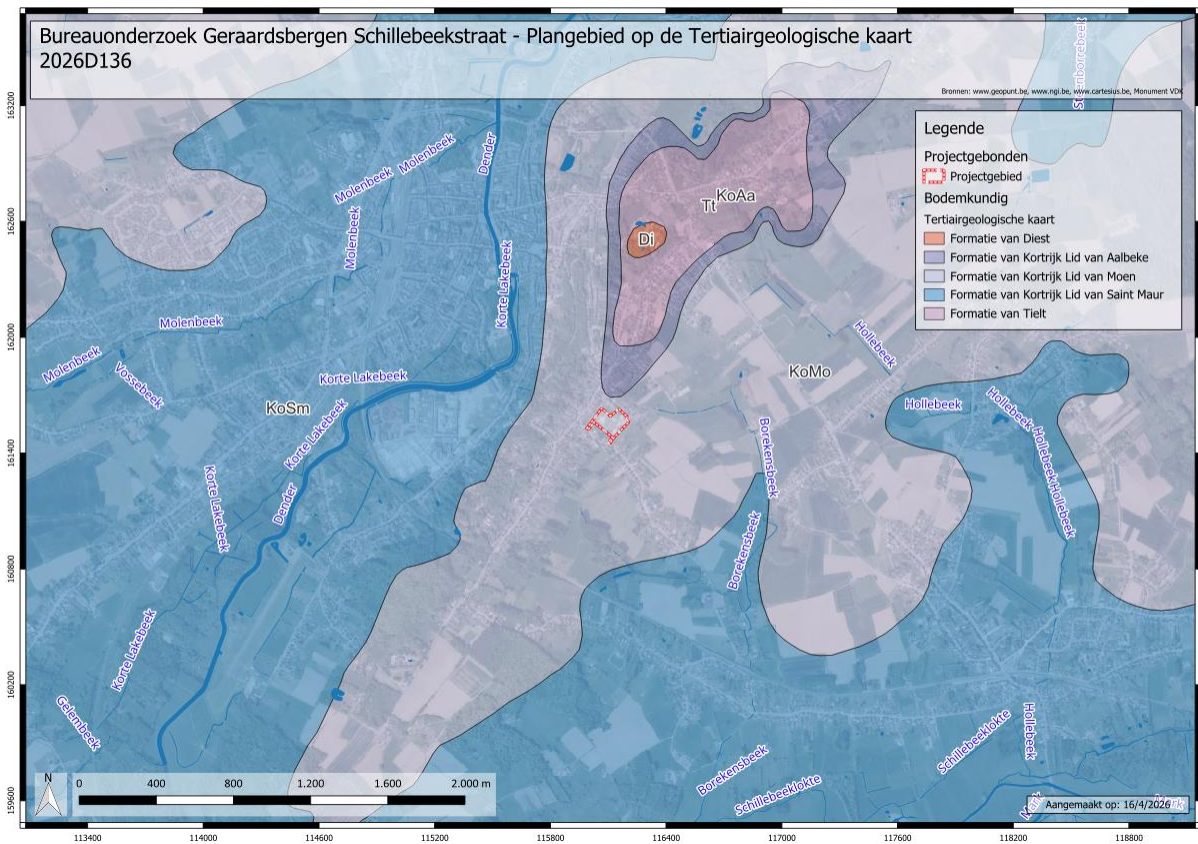 Bureauonderzoek Geraardsbergen Schillebeekstraat - Plangebied op de Tertiairgeologische kaart
2026D136
Bronnen: www.geopunt.be, www.ngi.be, www.cartesius.be, Monument VDK
Legende
Projectgebonden
Projectgebied
Bodemkundig
Tertiairgeologische kaart
Formatie van Diest
Formatie van Kortrijk Lid van Aalbeke
Formatie van Kortrijk Lid van Moen
Formatie van Kortrijk Lid van Saint Maur
Formatie van Tielt
Steenborrebeek
Molenbeek
Molenbeek
Dender
Molenbeek
KoAa
Tt
Di
Korte Lakebeek
Molenbeek
Molenbeek
Vossebeek
Korte Lakebeek
Hollebeek
KoMo
KoSm
Korte Lakebeek
Hollebeek
Hollebeek
Hollebeek
Hollebeek
Borekensbeek
Korte Lakebeek
Dender
Borekensbeek
Korte Lakebeek
Gelembeek
Hollebeek
Schillebeeklokte
Borekensbeek
Schillebeeklokte
Mark
Mark
N
0 400 800 1.200 1.600 2.000 m
Aangemaakt op: 16/4/2026
163200
162600
162000
161400
160800
160200
159600
113400 114000 114600 115200 115800 116400 117000 117600 118200 118800